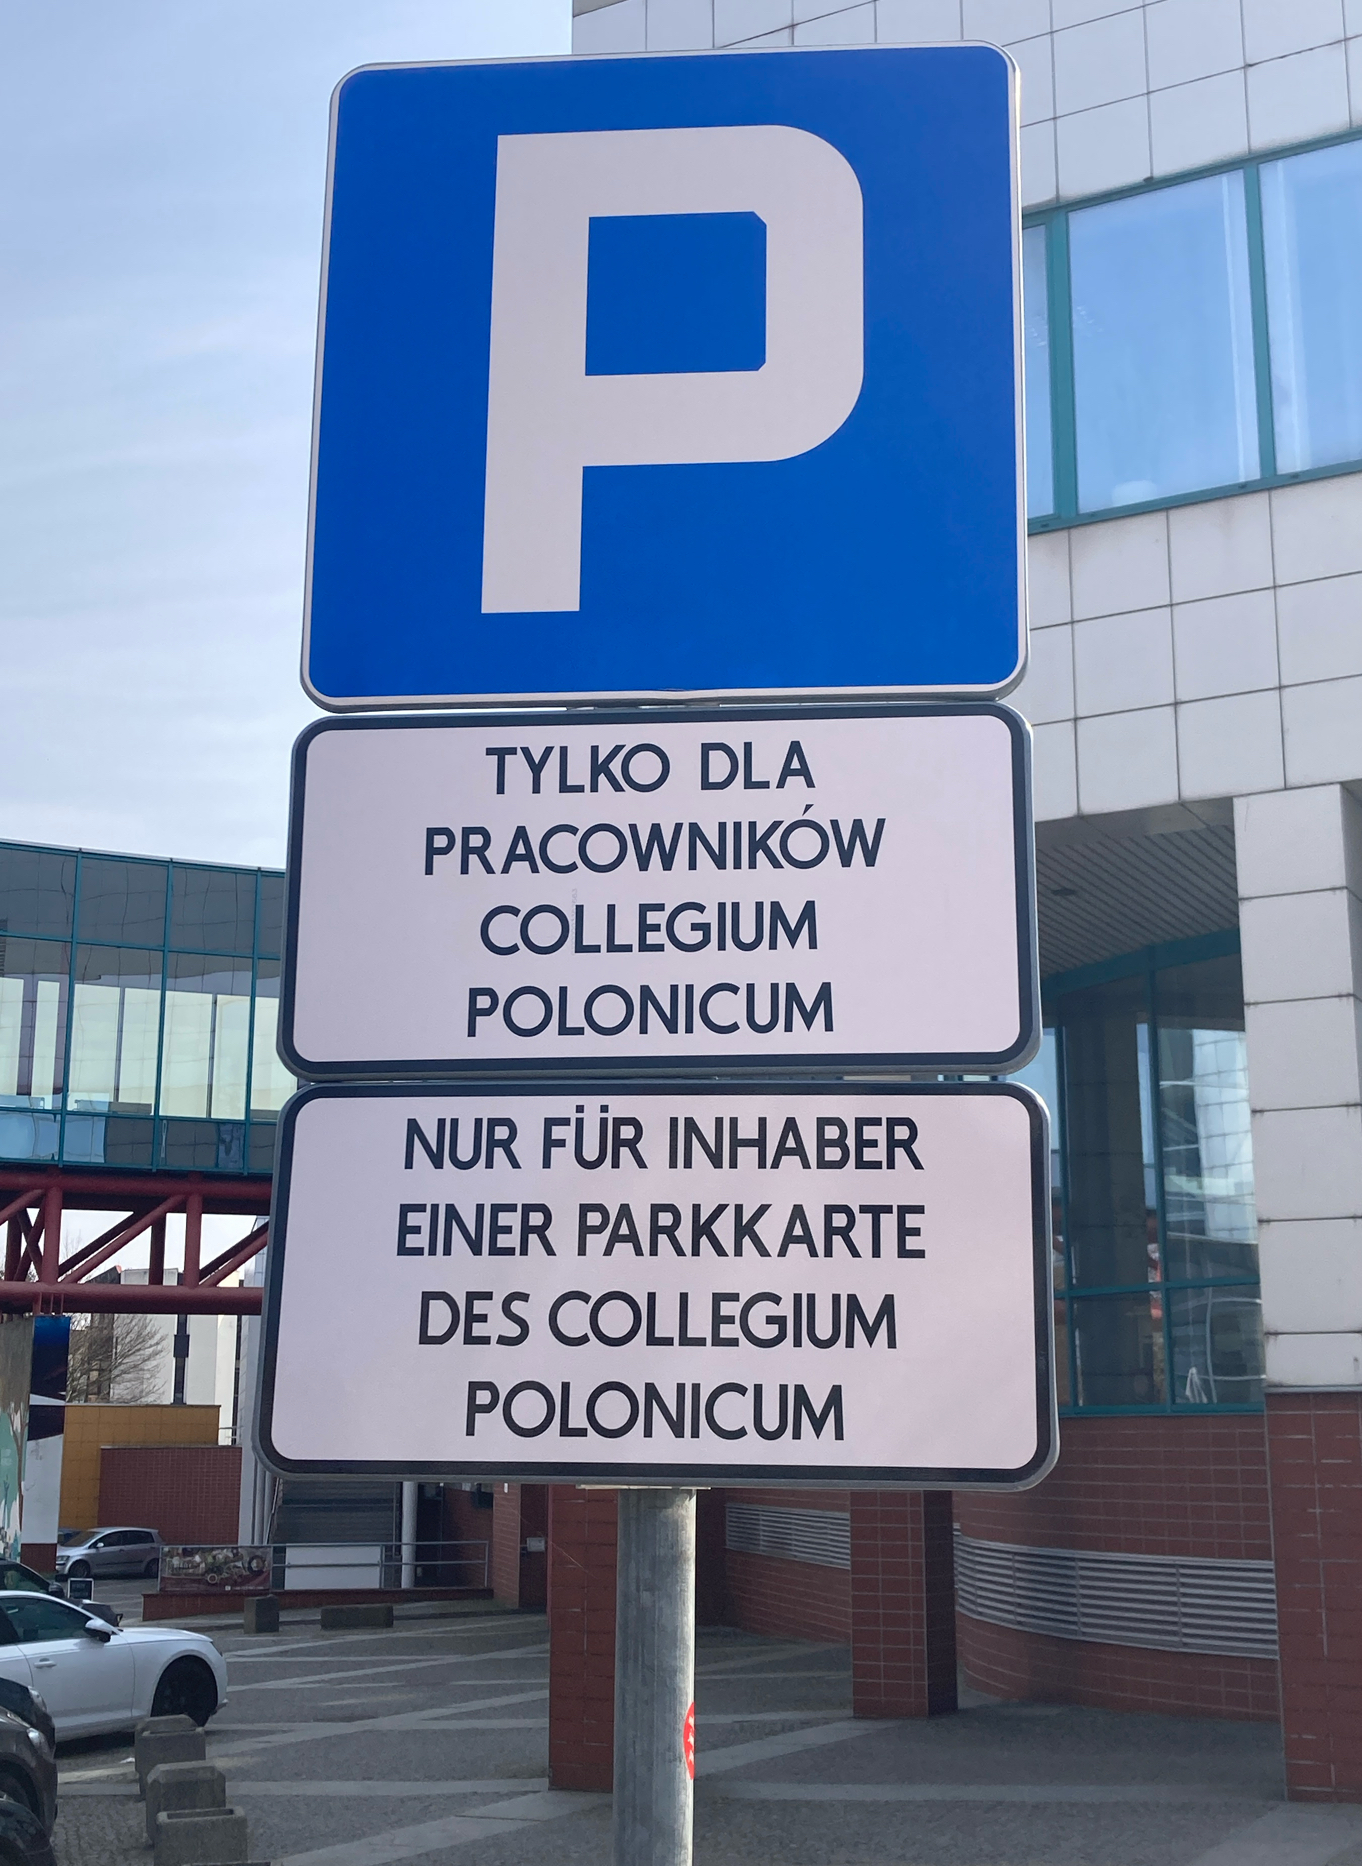 P
TYLKO DLA
PRACOWNIKÓW
COLLEGIUM
POLONICUM
NUR FÜR INHABER
EINER PARKKARTE
DES COLLEGIUM
POLONICUM